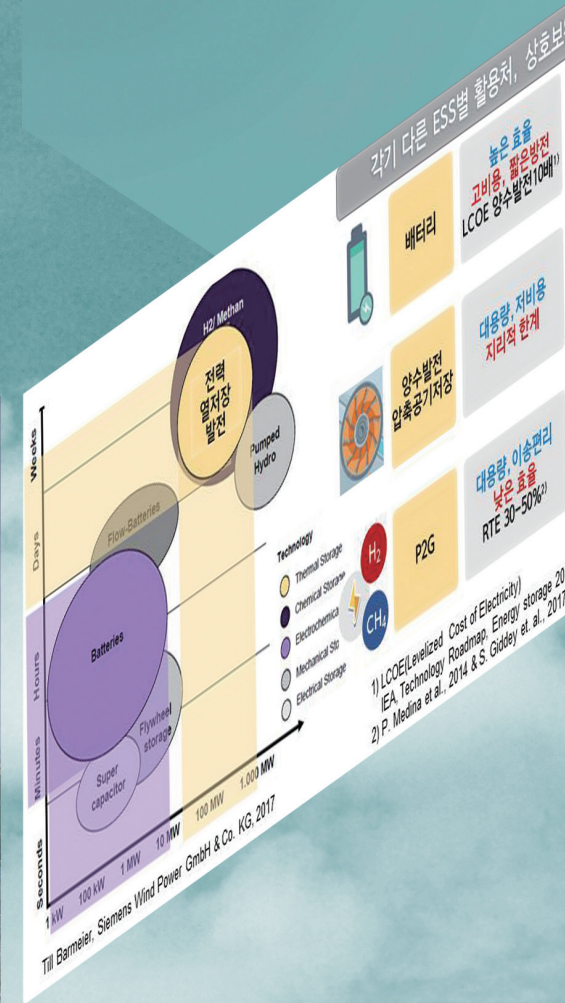 각기 다른 ESS별 활용처, 상호보
배터리
높은 효율
고비용, 짧은방전
LCOE 양수발전10배1)
양수발전
압축공기저장
대용량, 저비용
지리적 한계
P2G
대용량, 이송편리
낮은 효율
RTE 30~50%2)
H2
CH4
1) LCOE(Levelized Cost of Electricity)
IEA, Technology Roadmap, Energy storage 20
2) P. Medina et al., 2014 & S. Giddey et. al., 2017
Weeks
Days
Hours
Minutes
Seconds
H2/ Methan
전력
열저장
발전
Pumped
Hydro
Flow-Batteries
Batteries
Flywheel
storage
Super
capacitor
Technology
Thermal Storage
Chemical Storage
Electrochemica
Mechanical Sto
Electrical Storage
1 kW
100 kW
1 MW
10 MW
100 MW
1.000 MW
Till Barmeier, Siemens Wind Power GmbH & Co. KG, 2017